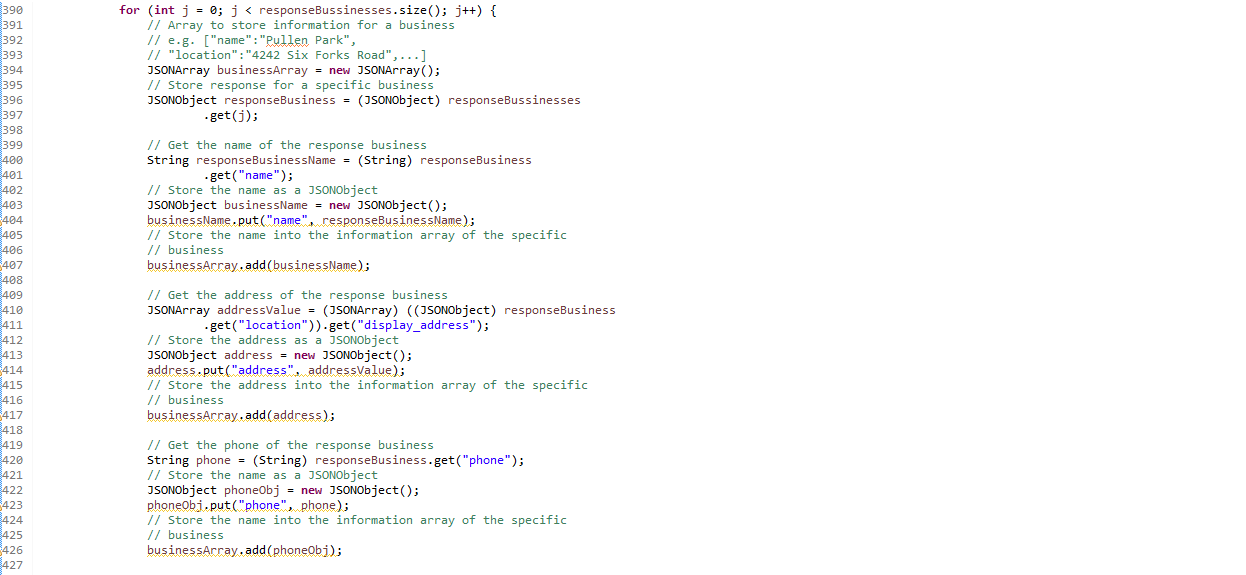 390 for (int j = 0; j < responseBussinesses.size(); j++) {
391 // Array to store information for a business
392 // e.g. ["name":"Pullen Park",
393 // "location":"4242 Six Forks Road",...]
394 JSONArray businessArray = new JSONArray();
395 // Store response for a specific business
396 JSONObject responseBusiness = (JSONObject) responseBussinesses
397 .get(j);
398
399 // Get the name of the response business
400 String responseBusinessName = (String) responseBusiness
401 .get("name");
402 // Store the name as a JSONObject
403 JSONObject businessName = new JSONObject();
404 businessName.put("name", responseBusinessName);
405 // Store the name into the information array of the specific
406 // business
407 businessArray.add(businessName);
408
409 // Get the address of the response business
410 JSONArray addressValue = (JSONArray) ((JSONObject) responseBusiness
411 .get("location")).get("display_address");
412 // Store the address as a JSONObject
413 JSONObject address = new JSONObject();
414 address.put("address", addressValue);
415 // Store the address into the information array of the specific
416 // business
417 businessArray.add(address);
418
419 // Get the phone of the response business
420 String phone = (String) responseBusiness.get("phone");
421 // Store the name as a JSONObject
422 JSONObject phoneObj = new JSONObject();
423 phoneObj.put("phone", phone);
424 // Store the name into the information array of the specific
425 // business
426 businessArray.add(phoneObj);
427